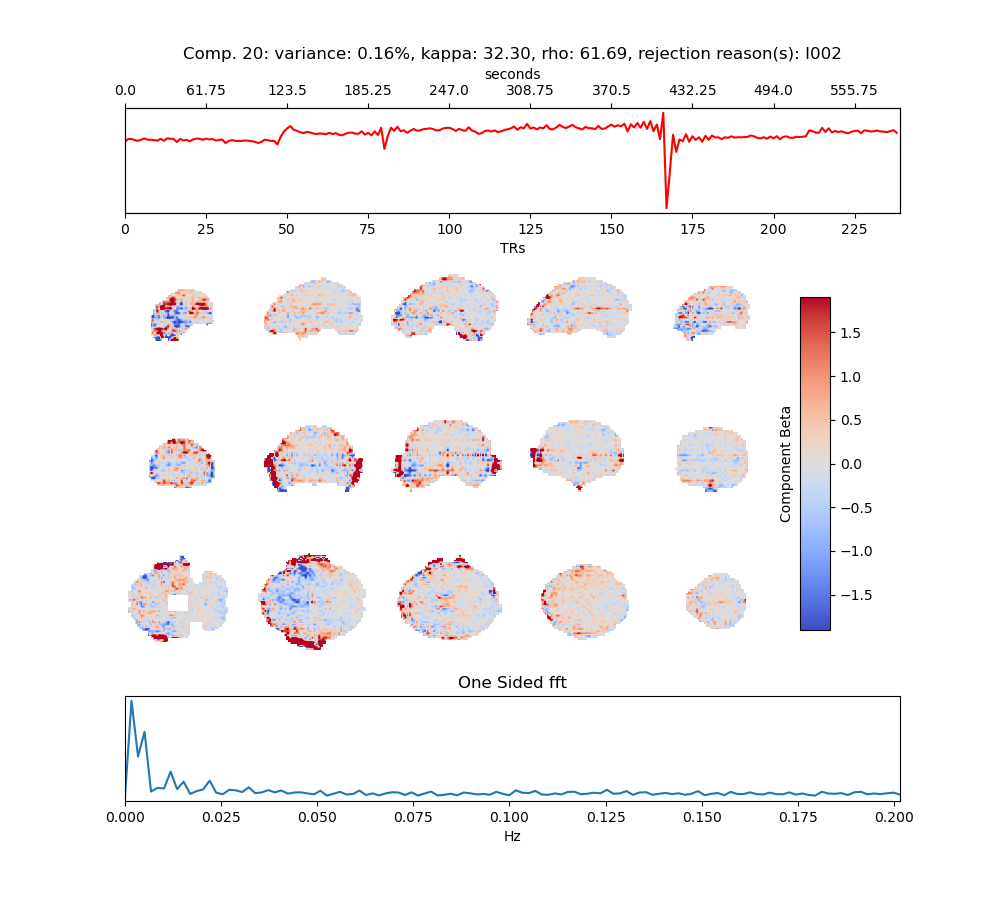 Comp. 20: variance: 0.16%, kappa: 32.30, rho: 61.69, rejection reason(s): I002
seconds
0.0 61.75 123.5 185.25 247.0 308.75 370.5 432.25 494.0 555.75
0 25 50 75 100 125 150 175 200 225
TRs
1.5
1.0
0.5
0.0
−0.5
−1.0
−1.5
Component Beta
One Sided fft
0.000 0.025 0.050 0.075 0.100 0.125 0.150 0.175 0.200
Hz